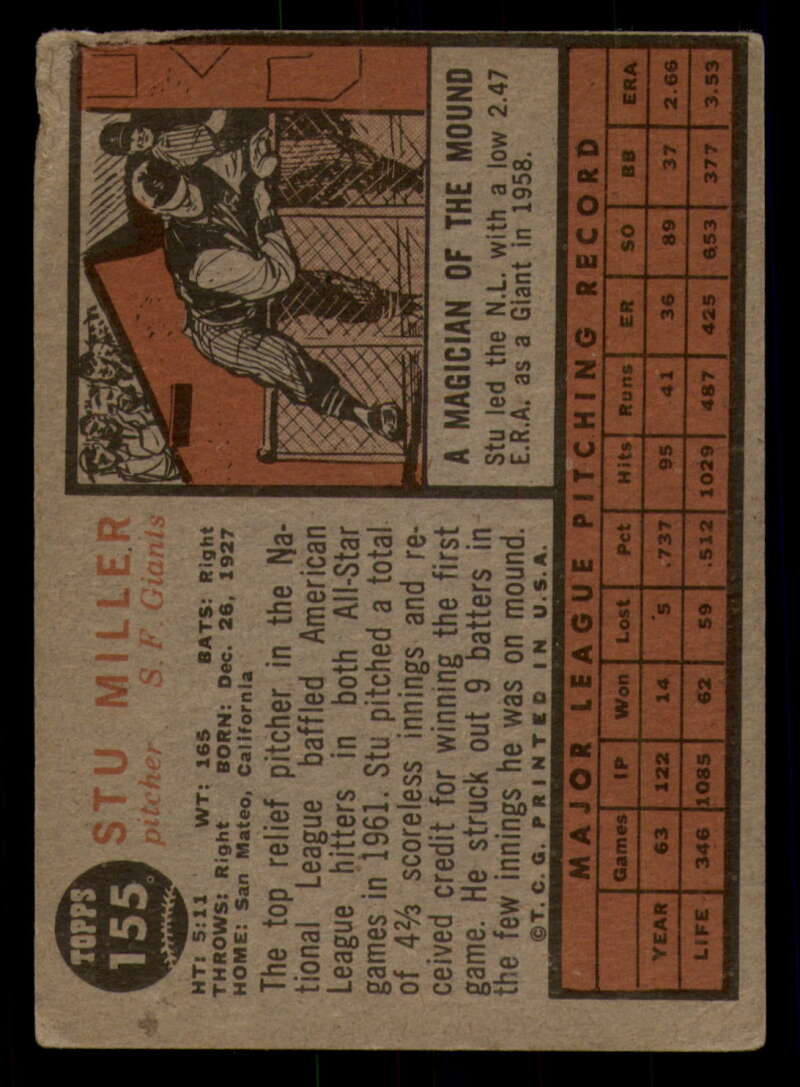 TOPPS
155
STU MILLER
pitcher S. F. Giants
HT: 5:11 WT: 165 BATS: Right
THROWS: Right BORN: Dec. 26, 1927
HOME: San Mateo, California
The top relief pitcher in the Na-
tional League baffled American
League hitters in both All-Star
games in 1961. Stu pitched a total
of 4⅔ scoreless innings and re-
ceived credit for winning the first
game. He struck out 9 batters in
the few innings he was on mound.
©T. C. G. PRINTED IN U.S.A.
A MAGICIAN OF THE MOUND
Stu led the N.L. with a low 2.47
E.R.A. as a Giant in 1958.
MAJOR LEAGUE PITCHING RECORD
Games IP Won Lost Pct Hits Runs ER SO BB ERA
YEAR 63 122 14 5 .737 95 41 36 89 37 2.66
LIFE 346 1085 62 59 .512 1029 487 425 653 377 3.53